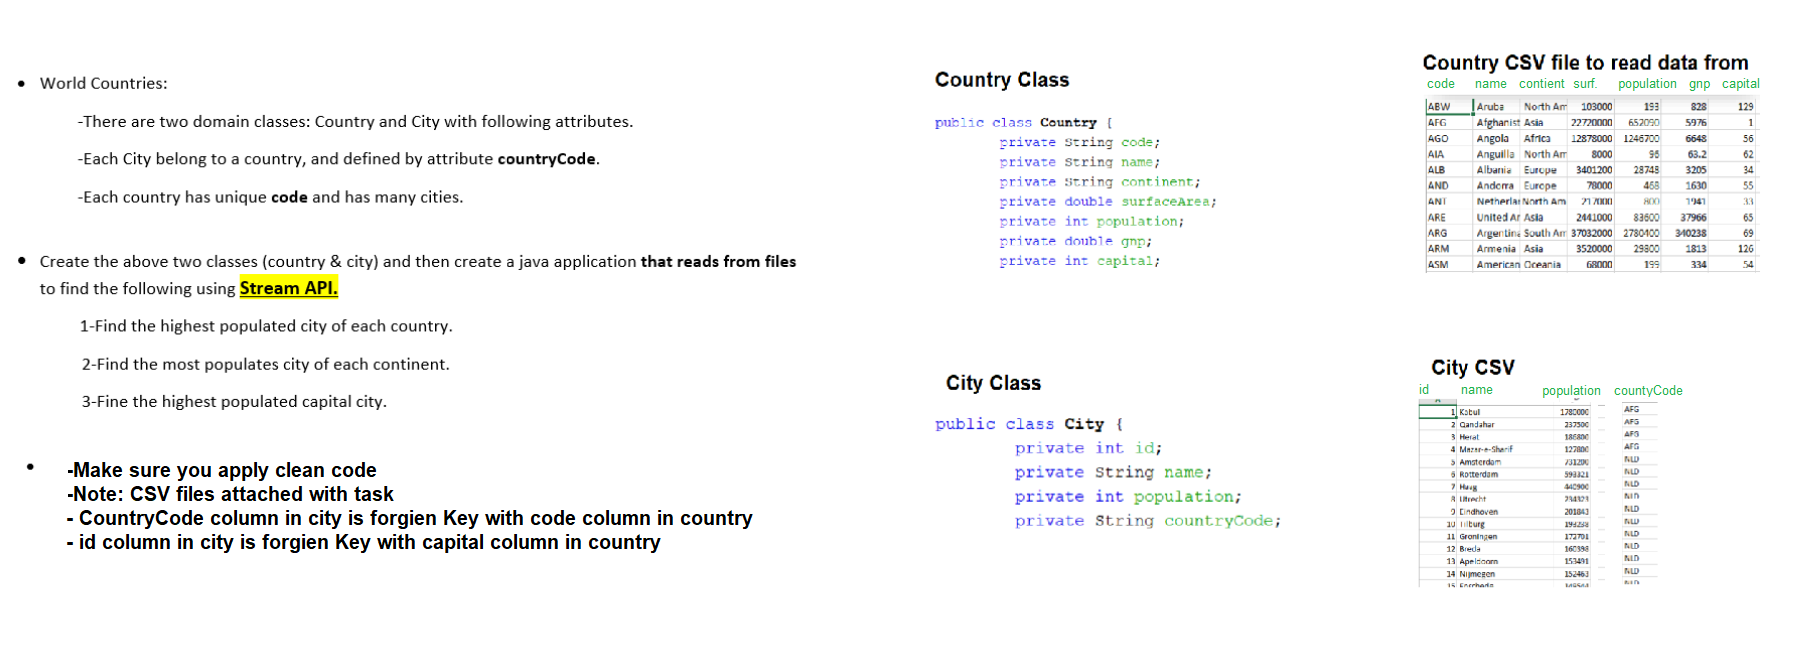 • World Countries:
-There are two domain classes: Country and City with following attributes.
-Each City belong to a country, and defined by attribute countryCode.
-Each country has unique code and has many cities.
• Create the above two classes (country & city) and then create a java application that reads from files
to find the following using Stream API.
1-Find the highest populated city of each country.
2-Find the most populates city of each continent.
3-Fine the highest populated capital city.
• -Make sure you apply clean code
-Note: CSV files attached with task
- CountryCode column in city is forgien Key with code column in country
- id column in city is forgien Key with capital column in country
Country Class
public class Country {
private String code;
private String name;
private String continent;
private double surfaceArea;
private int population;
private double gnp;
private int capital;
City Class
public class City {
private int id;
private String name;
private int population;
private String countryCode;
Country CSV file to read data from
code name contient surf. population gnp capital
ABW Aruba North Am 103000 193 828 129
AFG Afghanist Asia 22720000 652090 5976 1
AGO Angola Africa 12878000 1246700 6648 56
AIA Anguilla North Am 8000 96 63.2 62
ALB Albania Europe 3401200 28748 3205 34
AND Andorra Europe 78000 468 1630 55
ANT Netherlan North Am 217000 800 1941 33
ARE United Ar Asia 2441000 83600 37966 65
ARG Argentina South Am 37032000 2780400 340238 69
ARM Armenia Asia 3520000 29800 1813 126
ASM American Oceania 68000 199 334 54
City CSV
id name population countyCode
1 Kabul 1780000 AFG
2 Qandahar 237500 AFG
3 Herat 186800 AFG
4 Mazar-e-Sharif 127800 AFG
5 Amsterdam 731200 NLD
6 Rotterdam 593321 NLD
7 Haag 440900 NLD
8 Utrecht 234323 NLD
9 Eindhoven 201843 NLD
10 Tilburg 193238 NLD
11 Groningen 172701 NLD
12 Breda 160398 NLD
13 Apeldoorn 153491 NLD
14 Nijmegen 152463 NLD
15